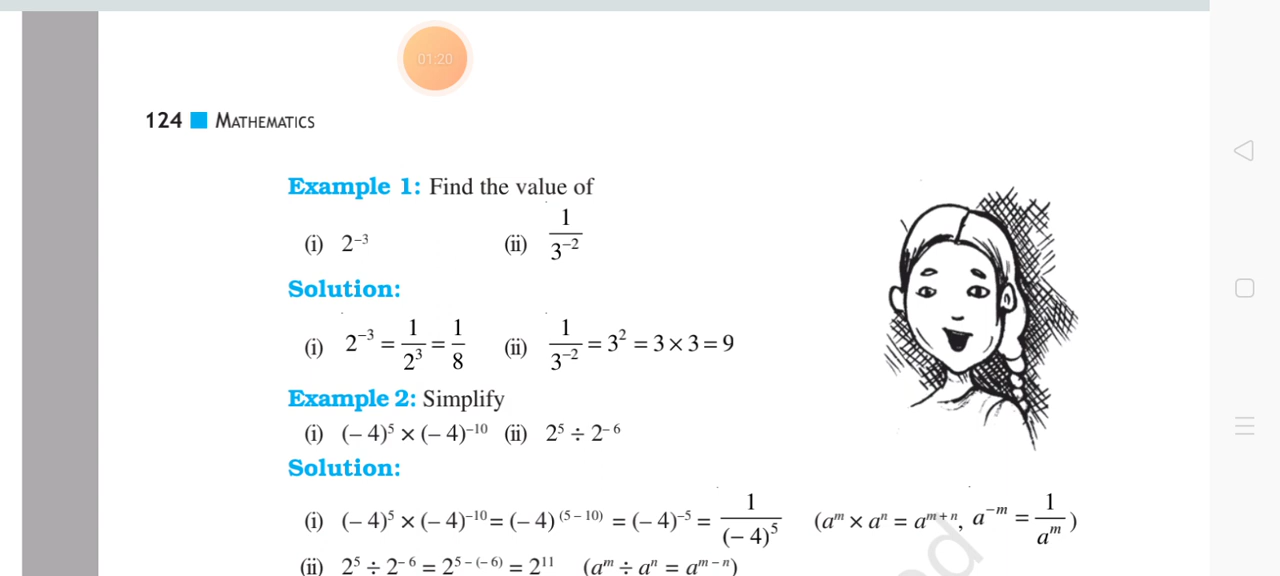 01:20
124 MATHEMATICS
Example 1: Find the value of
(i) 2⁻³ (ii) 1/3⁻²
Solution:
(i) 2⁻³ = 1/2³ = 1/8 (ii) 1/3⁻² = 3² = 3 × 3 = 9
Example 2: Simplify
(i) (– 4)⁵ × (– 4)⁻¹⁰ (ii) 2⁵ ÷ 2⁻⁶
Solution:
(i) (– 4)⁵ × (– 4)⁻¹⁰ = (– 4)⁽⁵ ⁻ ¹⁰⁾ = (– 4)⁻⁵ = 1/(– 4)⁵ (aᵐ × aⁿ = aᵐ⁺ⁿ, a⁻ᵐ = 1/aᵐ)
(ii) 2⁵ ÷ 2⁻⁶ = 2⁵⁻⁽⁻⁶⁾ = 2¹¹ (aᵐ ÷ aⁿ = aᵐ⁻ⁿ)